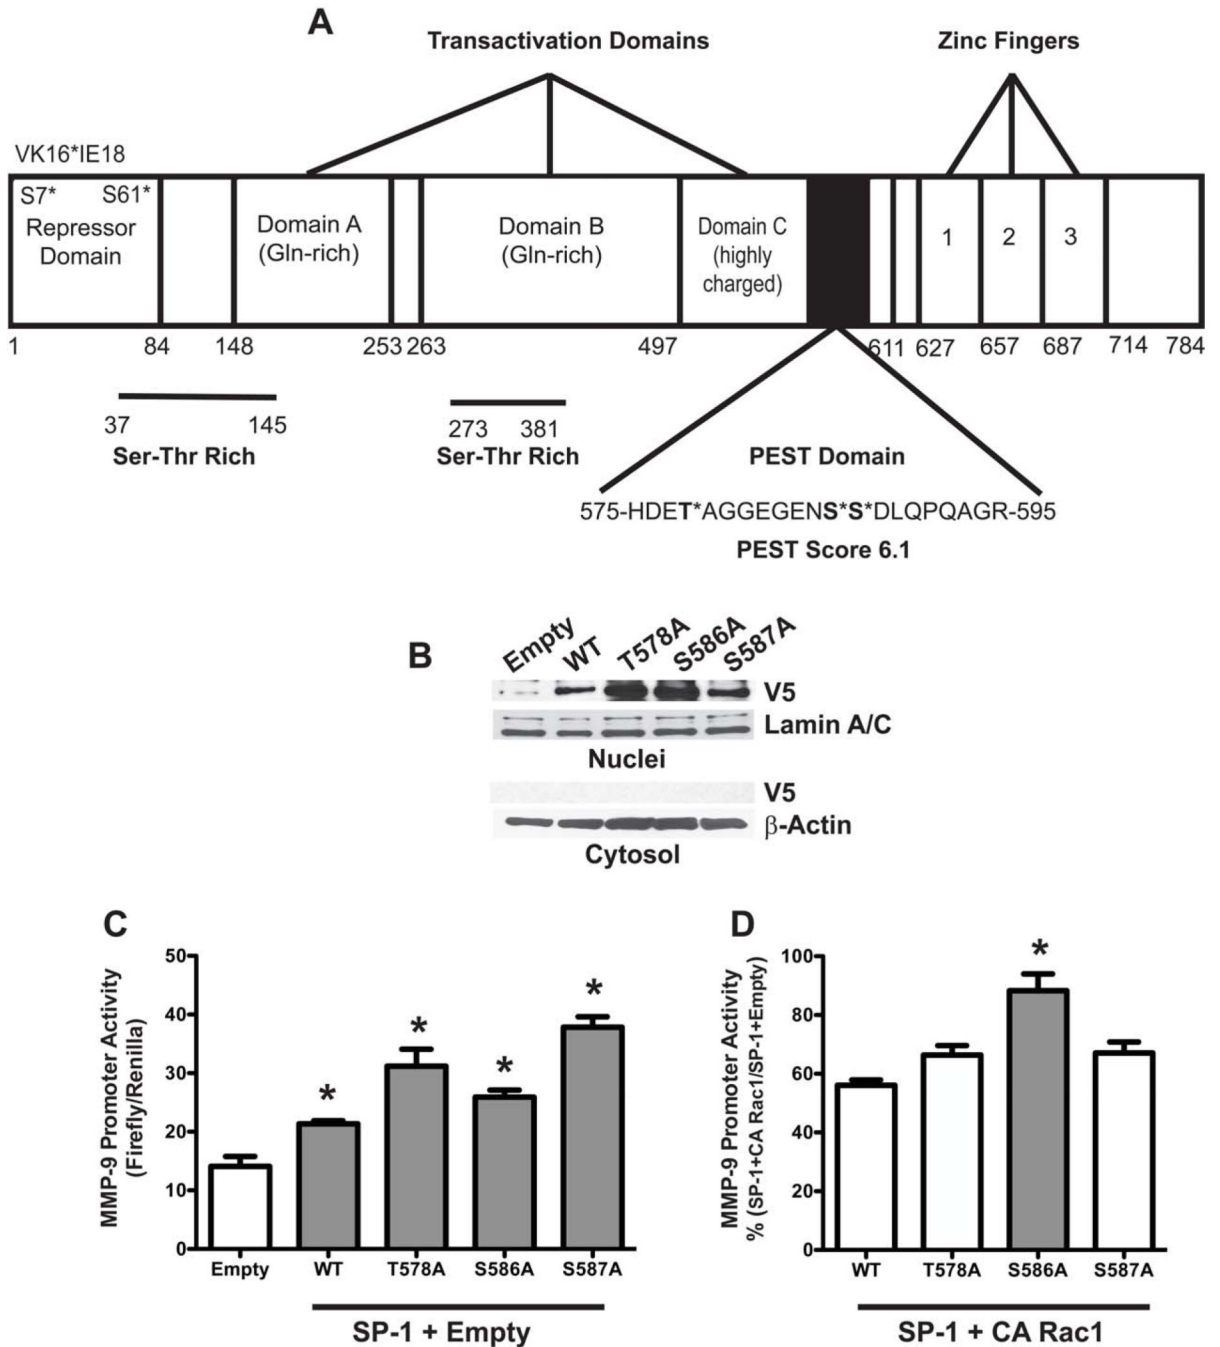 A
Transactivation Domains
Zinc Fingers
VK16*IE18
S7* S61*
Repressor
Domain
Domain A
(Gln-rich)
Domain B
(Gln-rich)
Domain C
(highly
charged)
1 2 3
1 84 148 253 263 497 611 627 657 687 714 784
37 145
Ser-Thr Rich
273 381
Ser-Thr Rich
PEST Domain
575-HDET*AGGEGENS*S*DLQPQAGR-595
PEST Score 6.1
B
Empty WT T578A S586A S587A
V5
Lamin A/C
Nuclei
V5
β-Actin
Cytosol
C
MMP-9 Promoter Activity
(Firefly/Renilla)
50
40
30
20
10
0
* * * *
Empty WT T578A S586A S587A
SP-1 + Empty
D
MMP-9 Promoter Activity
% (SP-1+CA Rac1/SP-1+Empty)
100
80
60
40
20
0
*
WT T578A S586A S587A
SP-1 + CA Rac1